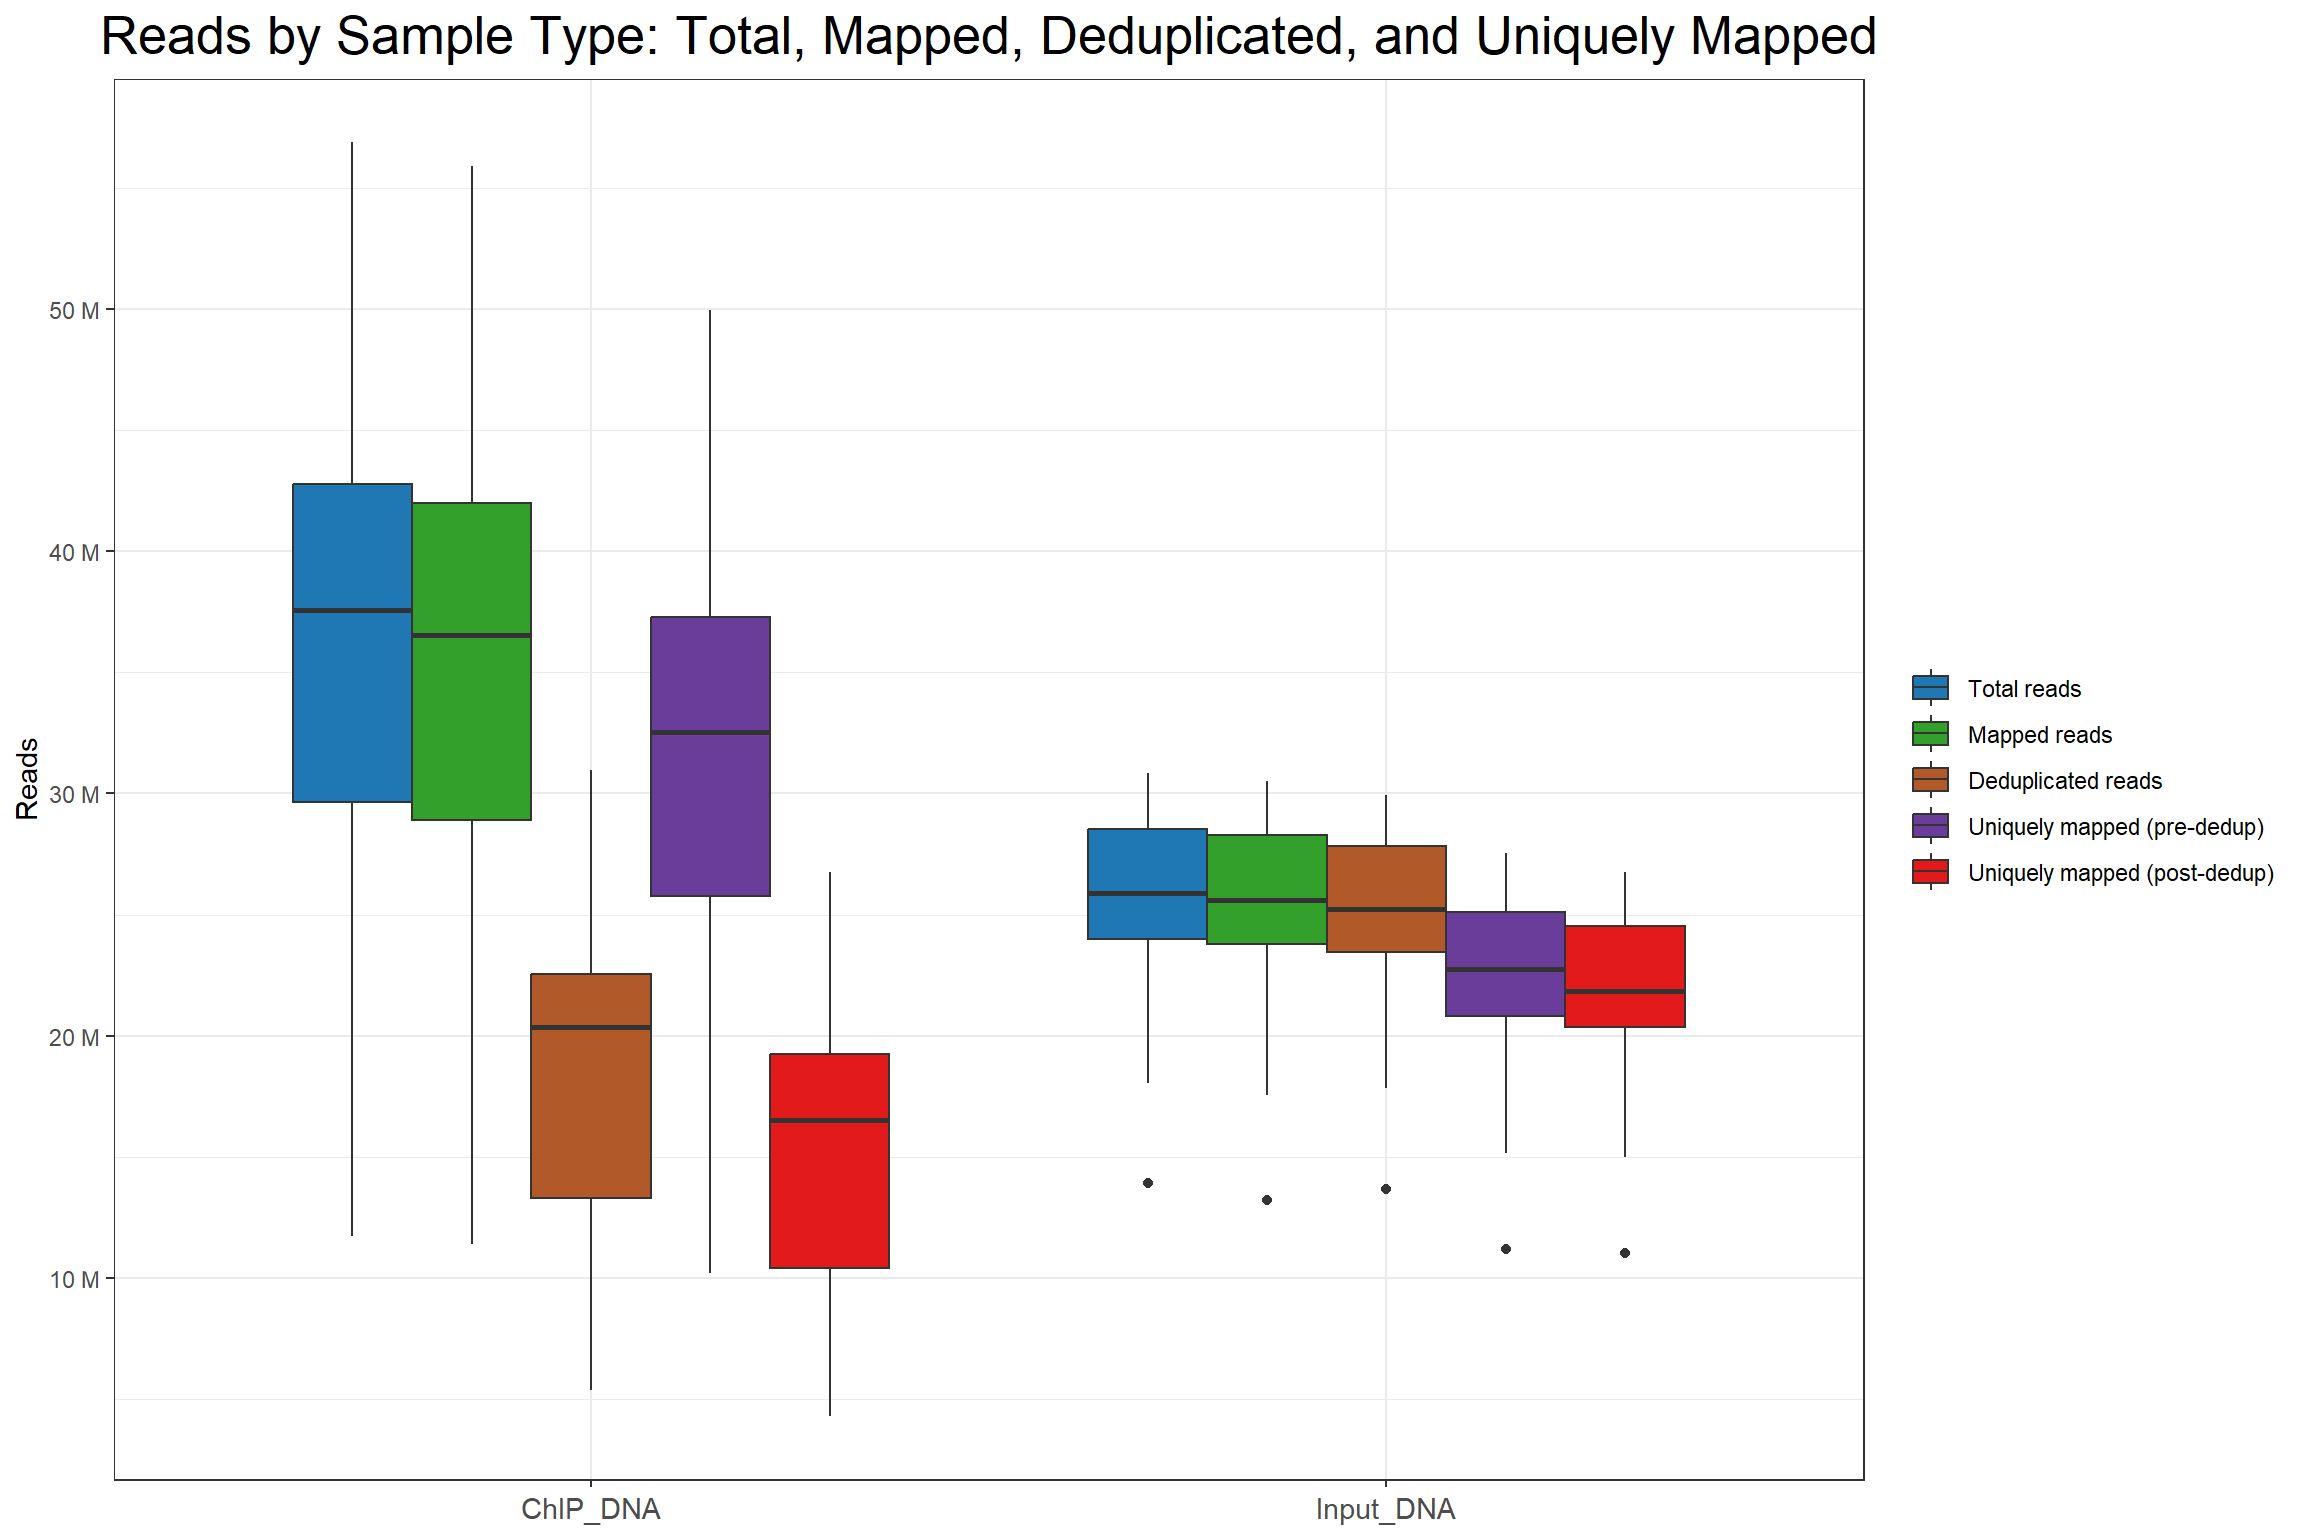 Reads by Sample Type: Total, Mapped, Deduplicated, and Uniquely Mapped
Reads
50 M
40 M
30 M
20 M
10 M
ChIP_DNA
Input_DNA
Total reads
Mapped reads
Deduplicated reads
Uniquely mapped (pre-dedup)
Uniquely mapped (post-dedup)